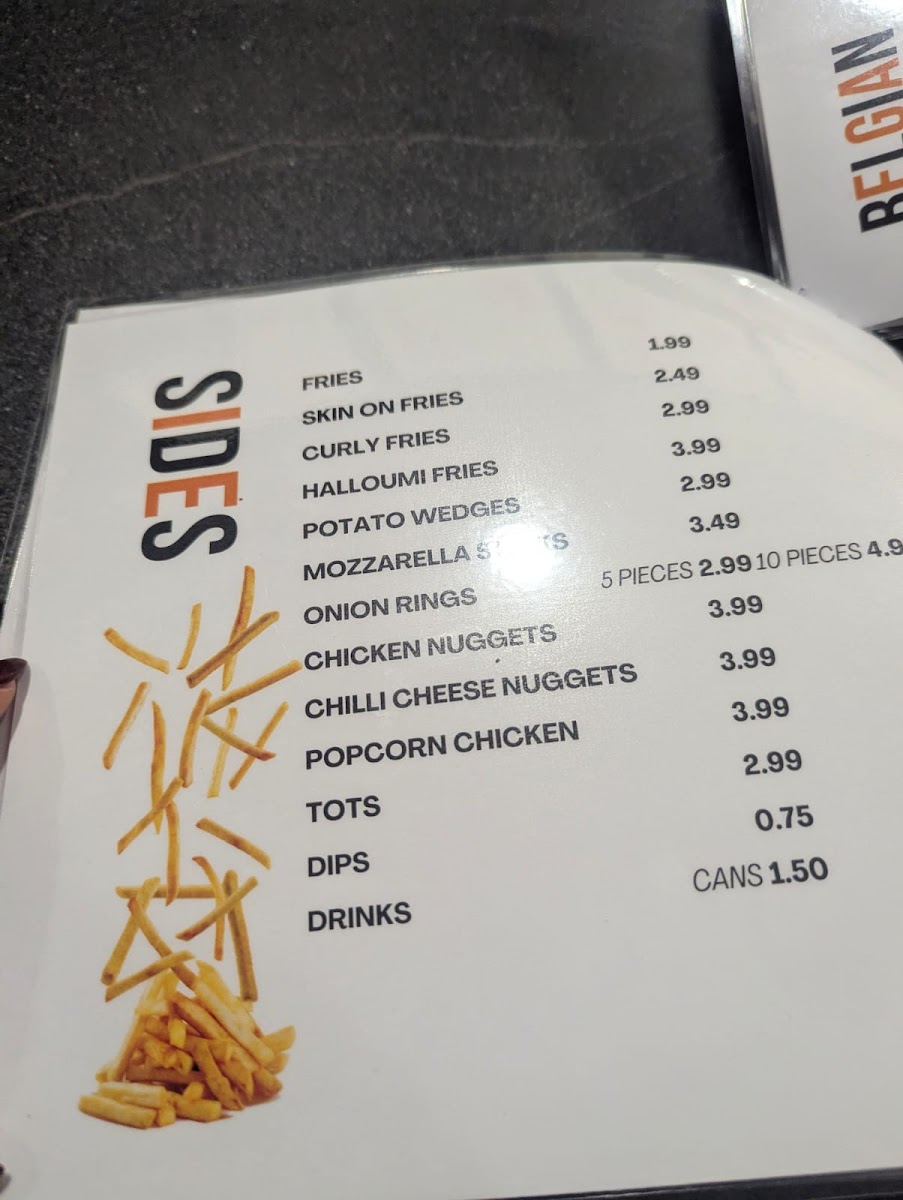 BELGIAN
SIDES
FRIES 1.99
SKIN ON FRIES 2.49
CURLY FRIES 2.99
HALLOUMI FRIES 3.99
POTATO WEDGES 2.99
MOZZARELLA 3.49
ONION RINGS 5 PIECES 2.99 10 PIECES
CHICKEN NUGGETS 3.99
CHILLI CHEESE NUGGETS 3.99
POPCORN CHICKEN 3.99
TOTS 2.99
DIPS 0.75
DRINKS CANS 1.50